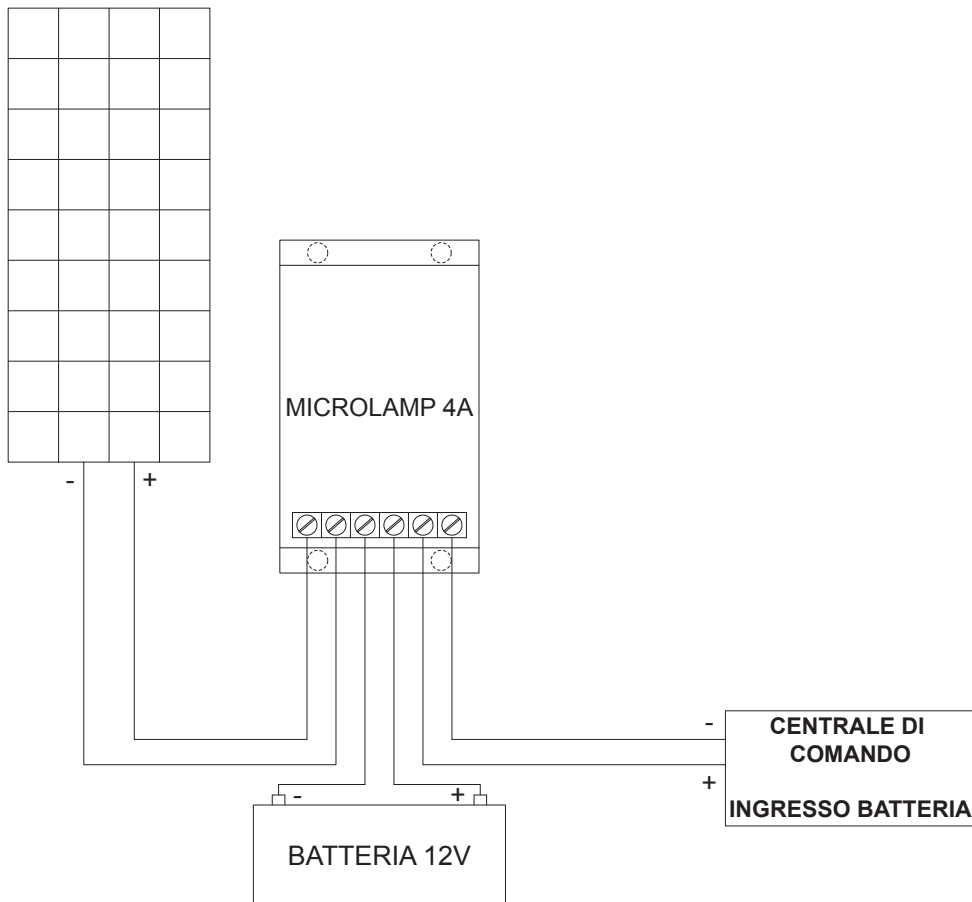 MICROLAMP 4A
- +
-
CENTRALE DI
COMANDO
+
INGRESSO BATTERIA
- +
BATTERIA 12V